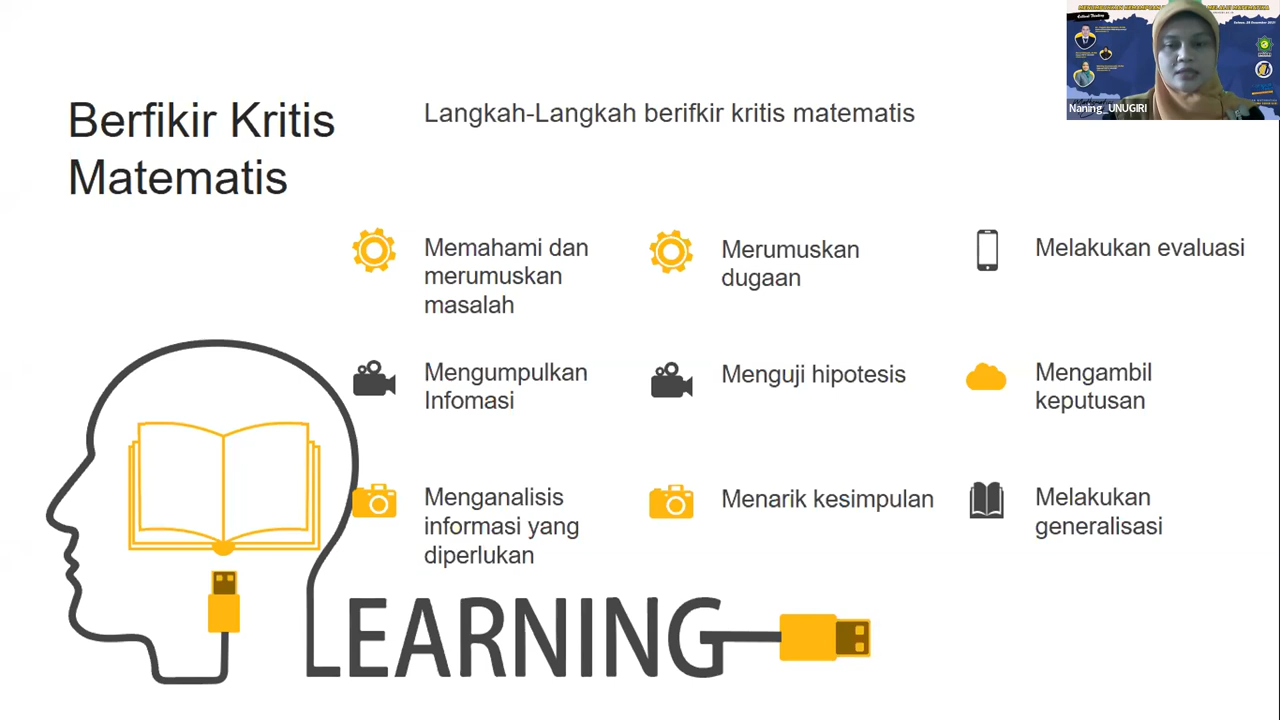 Berfikir Kritis
Matematis
Langkah-Langkah berifkir kritis matematis
Memahami dan
merumuskan
masalah
Mengumpulkan
Infomasi
Menganalisis
informasi yang
diperlukan
Merumuskan
dugaan
Menguji hipotesis
Menarik kesimpulan
Melakukan evaluasi
Mengambil
keputusan
Melakukan
generalisasi
LEARNING
Naning_UNUGIRI